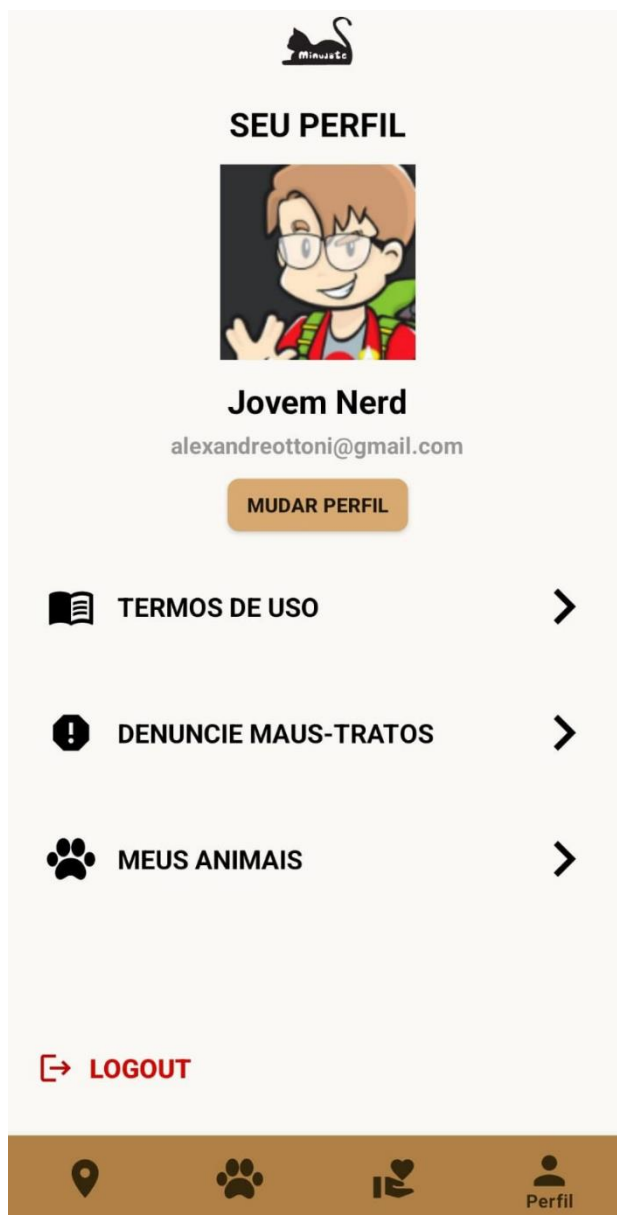 Minujate
SEU PERFIL
Jovem Nerd
alexandreottoni@gmail.com
MUDAR PERFIL
TERMOS DE USO
DENUNCIE MAUS-TRATOS
MEUS ANIMAIS
LOGOUT
Perfil